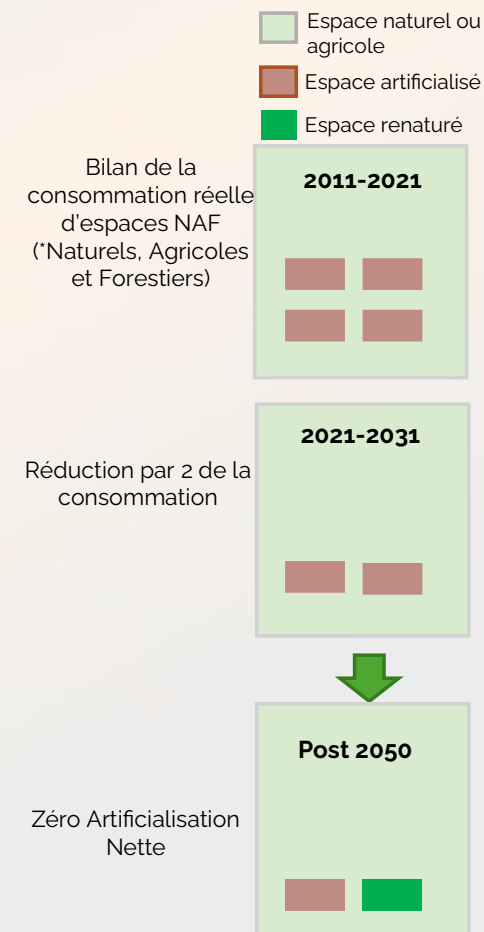 Espace naturel ou
agricole
Espace artificialisé
Espace renaturé
Bilan de la
consommation réelle
d'espaces NAF
(*Naturels, Agricoles
et Forestiers)
2011-2021
2021-2031
Réduction par 2 de la
consommation
Post 2050
Zéro Artificialisation
Nette